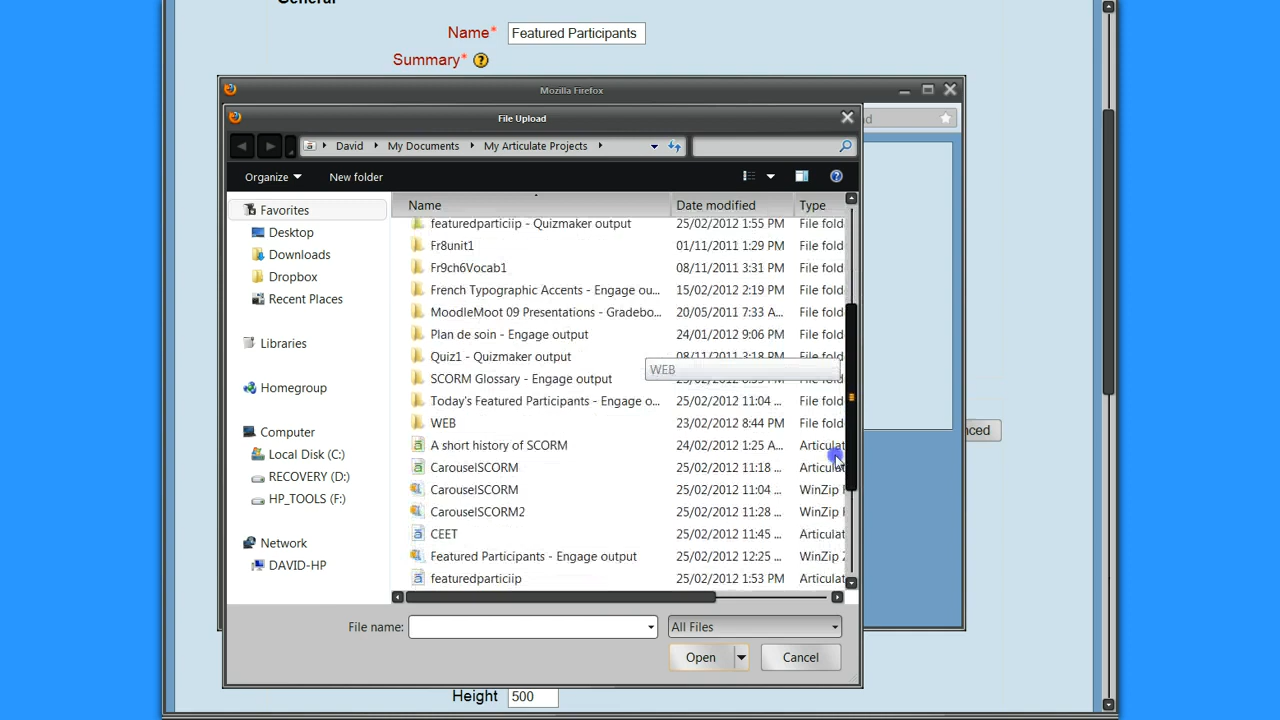 General
Name* Featured Participants
Summary*
Mozilla Firefox
File Upload
David My Documents My Articulate Projects
Organize New folder
Name Date modified Type
Favorites
Desktop
Downloads
Dropbox
Recent Places
Libraries
Homegroup
Computer
Local Disk (C:)
RECOVERY (D:)
HP_TOOLS (F:)
Network
DAVID-HP
featuredparticiip - Quizmaker output 25/02/2012 1:55 PM File fold
Fr8unit1 01/11/2011 1:29 PM File fold
Fr9ch6Vocab1 08/11/2011 3:31 PM File fold
French Typographic Accents - Engage ou... 15/02/2012 2:19 PM File fold
MoodleMoot 09 Presentations - Gradebo... 20/05/2011 7:33 A... File fold
Plan de soin - Engage output 24/01/2012 9:06 PM File fold
Quiz1 - Quizmaker output 08/11/2011 3:18 PM File fold
WEB
SCORM Glossary - Engage output File fold
Today's Featured Participants - Engage o... 25/02/2012 11:04 ... File fold
WEB 23/02/2012 8:44 PM File fold
A short history of SCORM 24/02/2012 1:25 A... Articulat
CarouselSCORM 25/02/2012 11:18 ... Articulat
CarouselSCORM 25/02/2012 11:04 ... WinZip
CarouselSCORM2 25/02/2012 11:28 ... WinZip
CEET 25/02/2012 11:45 ... Articulat
Featured Participants - Engage output 25/02/2012 12:25 ... WinZip
featuredparticiip 25/02/2012 1:53 PM Articulat
File name: All Files
Open Cancel
Height 500